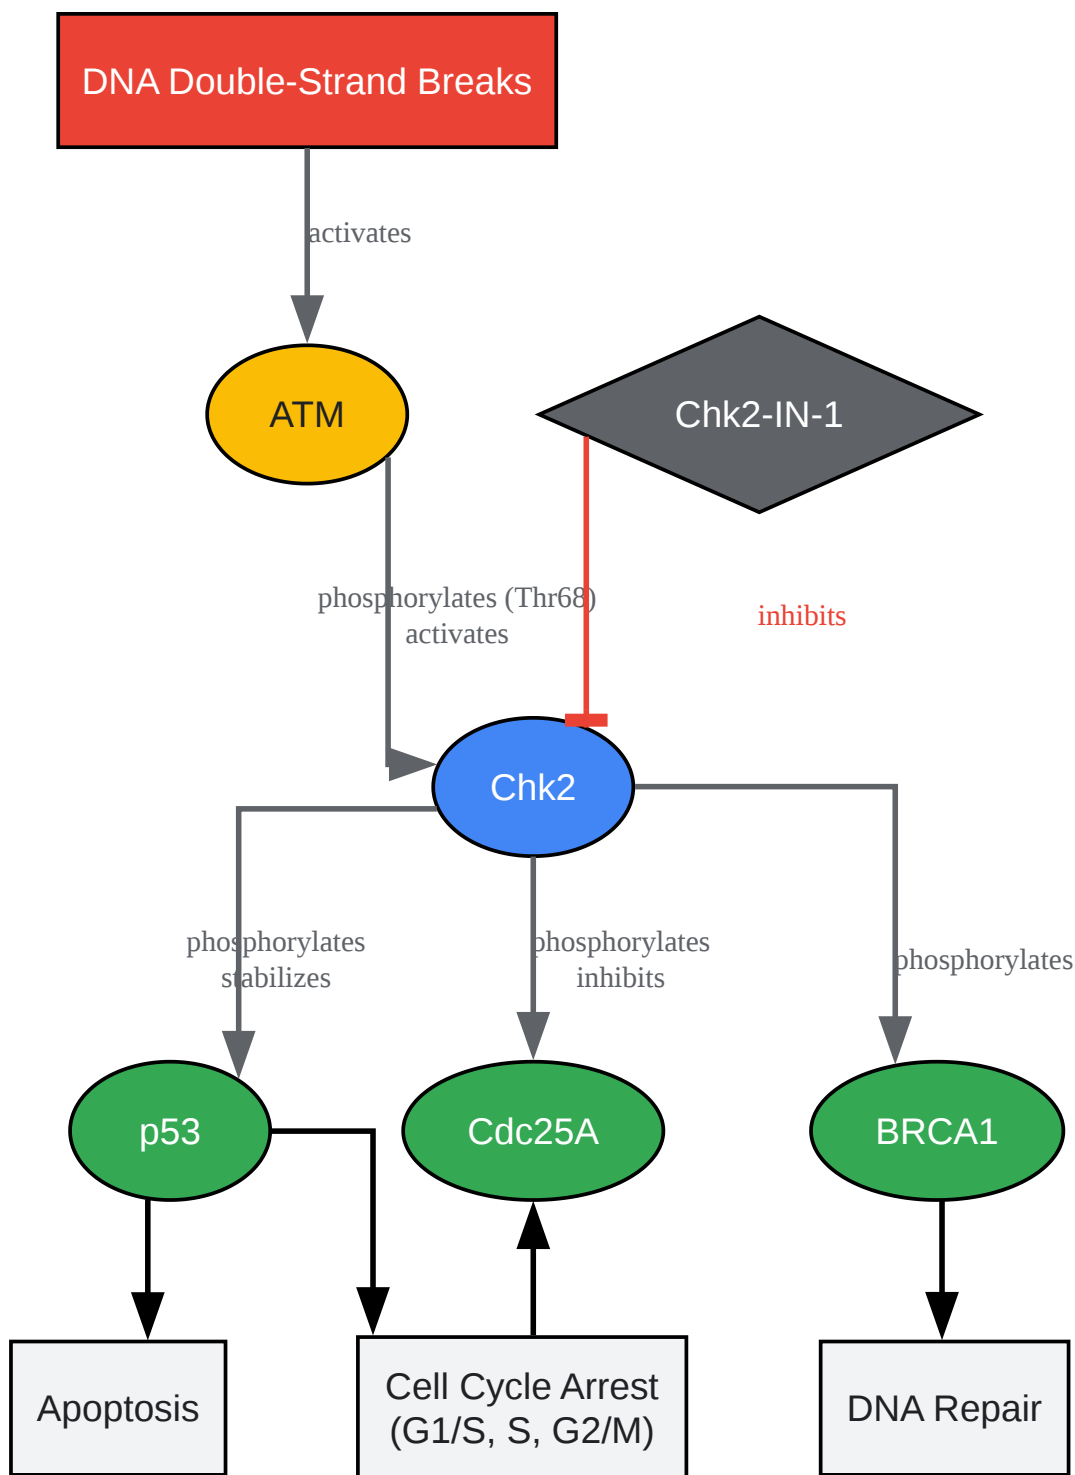 DNA Double-Strand Breaks
activates
ATM
Chk2-IN-1
phosphorylates (Thr68)
activates
inhibits
Chk2
phosphorylates
stabilizes
phosphorylates
inhibits
phosphorylates
p53
Cdc25A
BRCA1
Apoptosis
Cell Cycle Arrest
(G1/S, S, G2/M)
DNA Repair